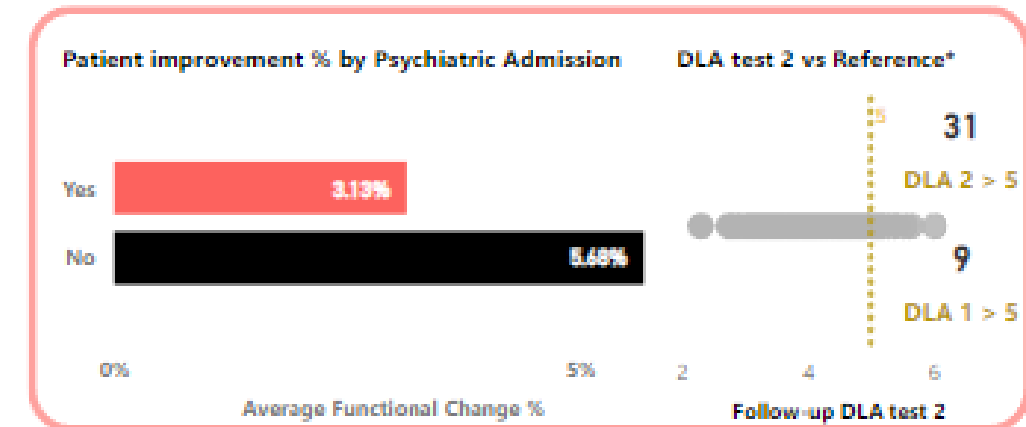 Patient improvement % by Psychiatric Admission
Yes
3.13%
No
5.68%
0%
5%
Average Functional Change %
DLA test 2 vs Reference*
5
31
DLA 2 > 5
9
DLA 1 > 5
2
4
6
Follow-up DLA test 2